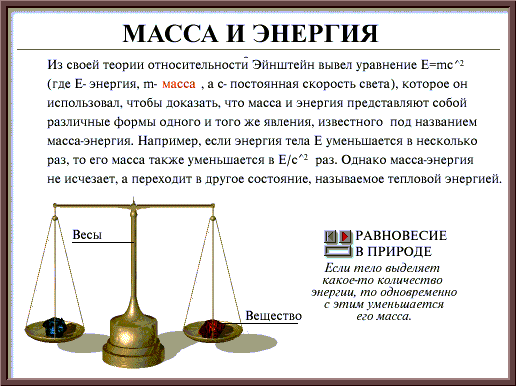 МАССА И ЭНЕРГИЯ
Из своей теории относительности Эйнштейн вывел уравнение E=mc^2
(где E- энергия, m- масса , а с- постоянная скорость света), которое он
использовал, чтобы доказать, что масса и энергия представляют собой
различные формы одного и того же явления, известного под названием
масса-энергия. Например, если энергия тела E уменьшается в несколько
раз, то его масса также уменьшается в E/c^2 раз. Однако масса-энергия
не исчезает, а переходит в другое состояние, называемое тепловой энергией.
Весы
РАВНОВЕСИЕ
В ПРИРОДЕ
Если тело выделяет
какое-то количество
энергии, то одновременно
с этим уменьшается
его масса.
Вещество